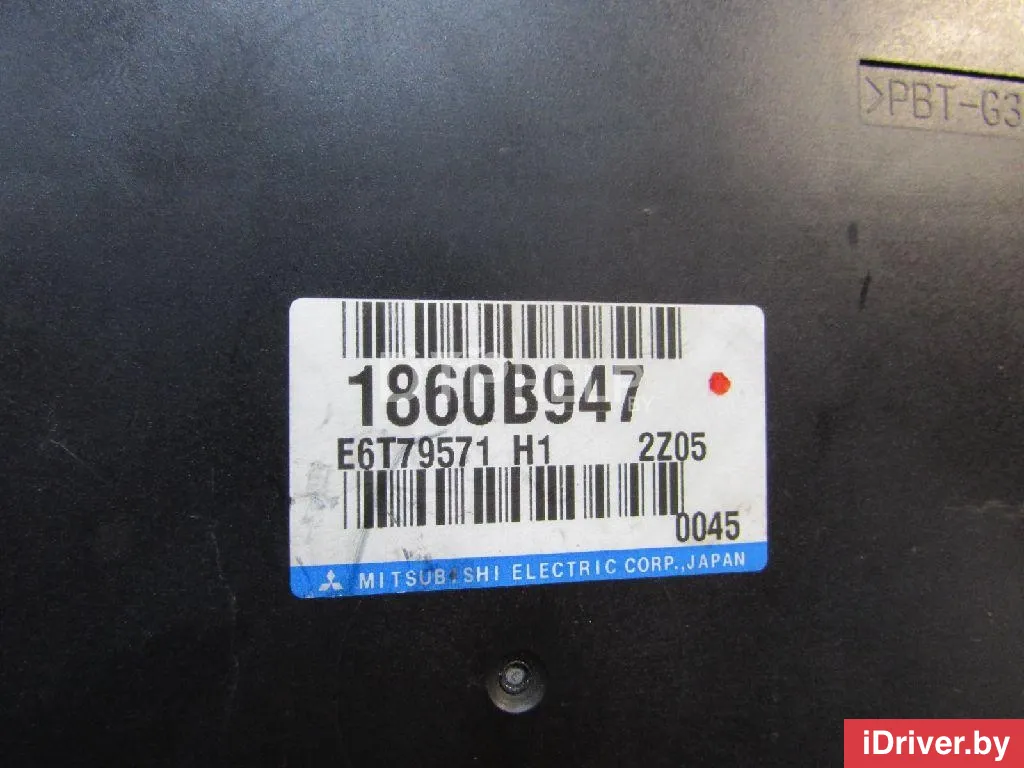 >PBT-G3
1860B947
E6T79571 H1 2Z05
0045
MITSUBISHI ELECTRIC CORP.,JAPAN
iDriver.by